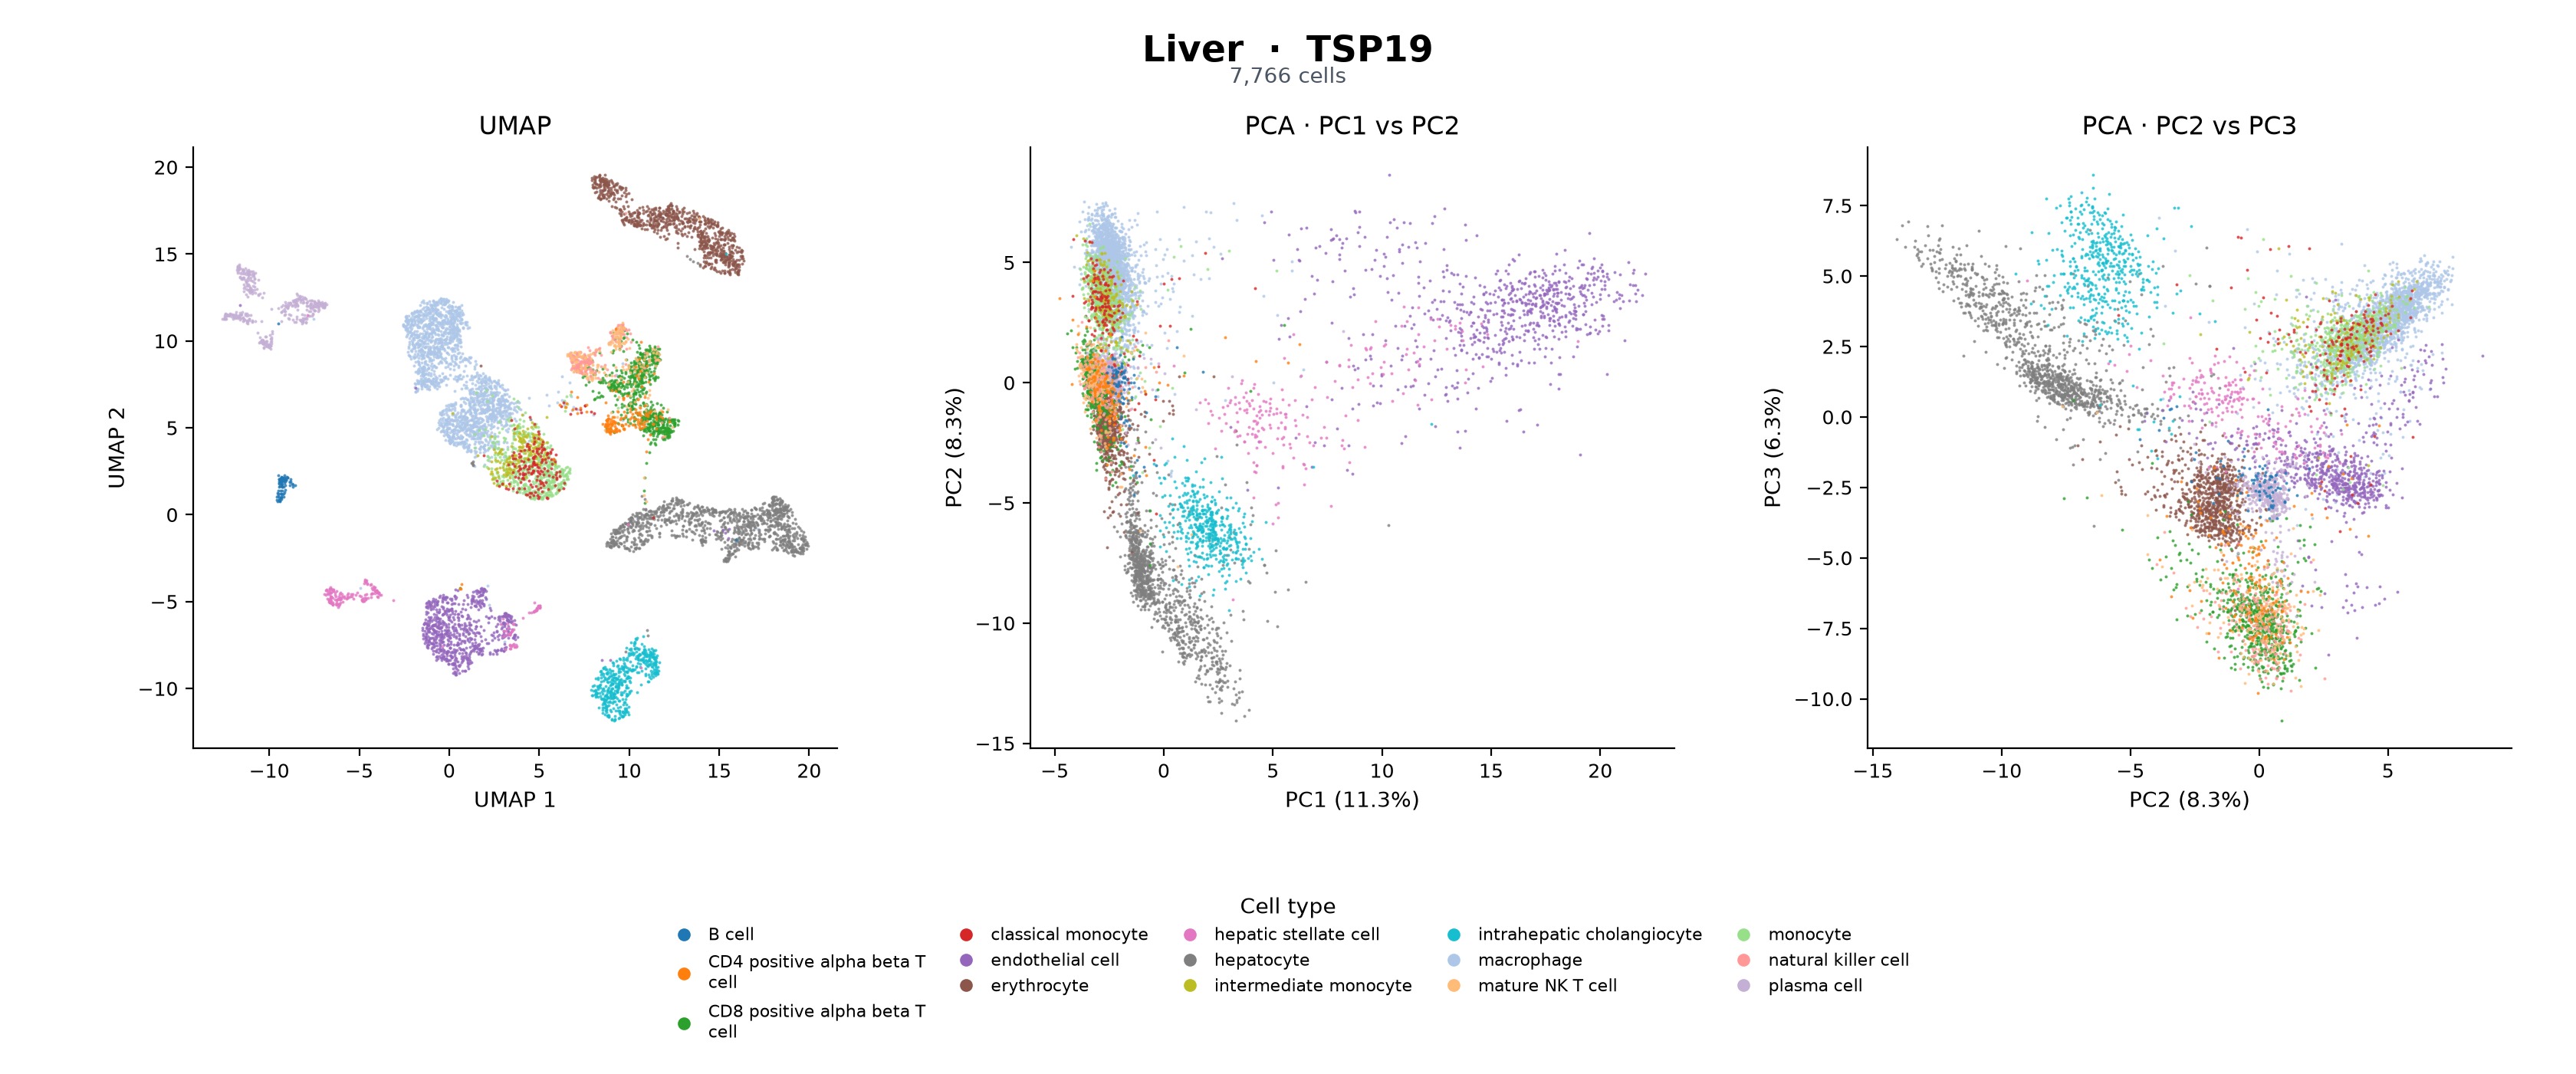 Liver · TSP19
7,766 cells
UMAP
20
15
10
5
0
−5
−10
UMAP 2
−10
−5
0
5
10
15
20
UMAP 1
PCA · PC1 vs PC2
5
0
−5
−10
−15
PC2 (8.3%)
−5
0
5
10
15
20
PC1 (11.3%)
PCA · PC2 vs PC3
7.5
5.0
2.5
0.0
−2.5
−5.0
−7.5
−10.0
PC3 (6.3%)
−15
−10
−5
0
5
PC2 (8.3%)
Cell type
B cell
CD4 positive alpha beta T
cell
CD8 positive alpha beta T
cell
classical monocyte
endothelial cell
erythrocyte
hepatic stellate cell
hepatocyte
intermediate monocyte
intrahepatic cholangiocyte
macrophage
mature NK T cell
monocyte
natural killer cell
plasma cell